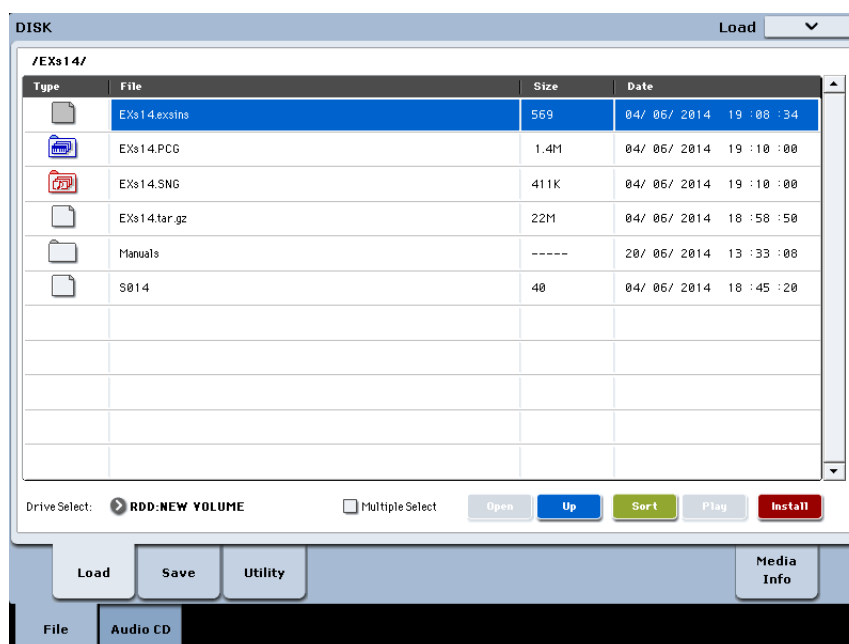 DISK Load
/EXs14/
Type File Size Date
EXs14.exsins 569 04/ 06/ 2014 19 :08 :34
EXs14.PCG 1.4M 04/ 06/ 2014 19 :10 :00
EXs14.SNG 411K 04/ 06/ 2014 19 :10 :00
EXs14.tar.gz 22M 04/ 06/ 2014 18 :58 :50
Manuals ----- 20/ 06/ 2014 13 :33 :08
S014 40 04/ 06/ 2014 18 :45 :20
Drive Select: RDD:NEW VOLUME Multiple Select Open Up Sort Play Install
Load Save Utility Media Info
File Audio CD